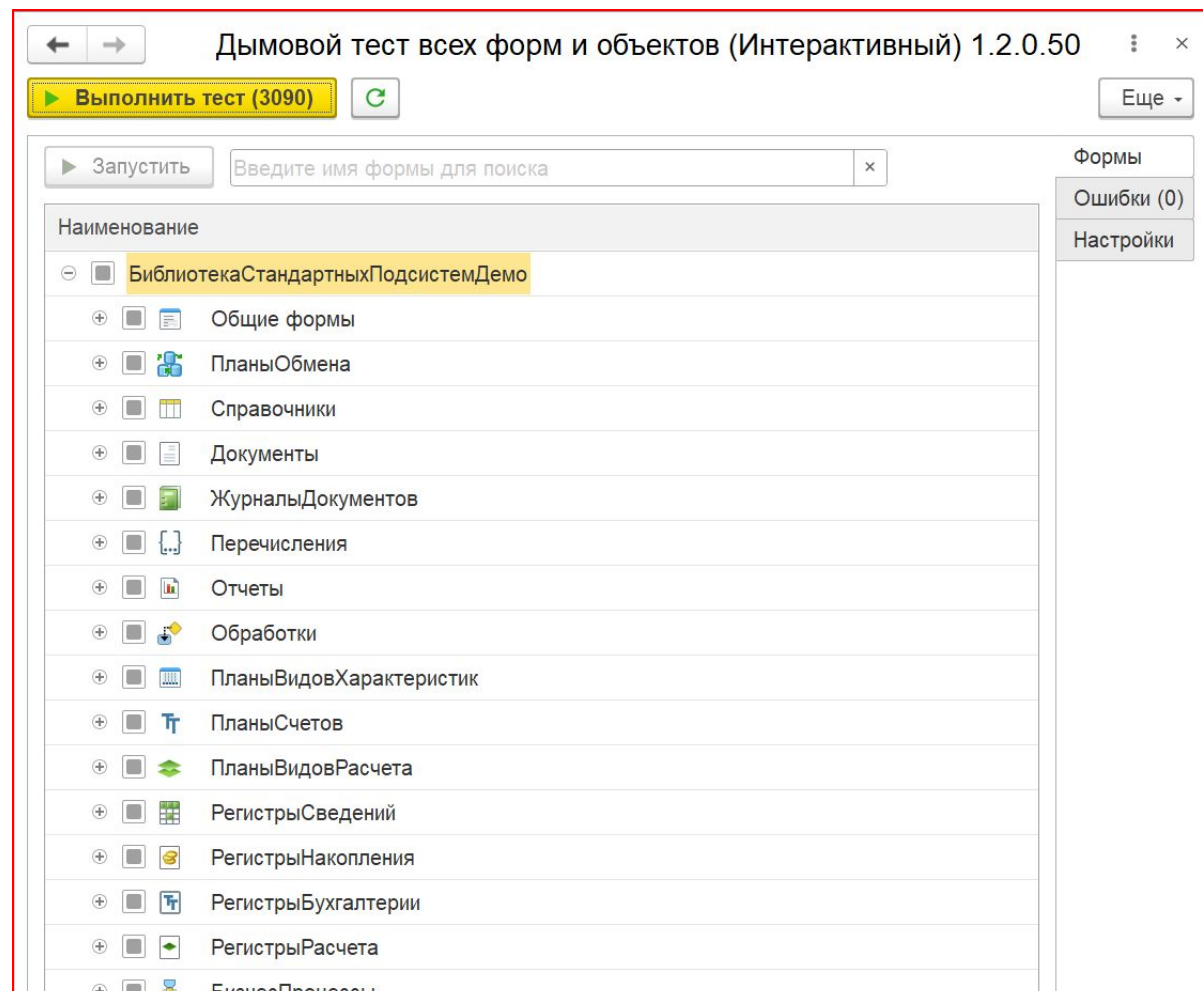 Дымовой тест всех форм и объектов (Интерактивный) 1.2.0.50
Выполнить тест (3090)
Еще
Запустить
Введите имя формы для поиска
Формы
Ошибки (0)
Настройки
Наименование
БиблиотекаСтандартныхПодсистемДемо
Общие формы
ПланыОбмена
Справочники
Документы
ЖурналыДокументов
Перечисления
Отчеты
Обработки
ПланыВидовХарактеристик
ПланыСчетов
ПланыВидовРасчета
РегистрыСведений
РегистрыНакопления
РегистрыБухгалтерии
РегистрыРасчета
БизнесПроцессы